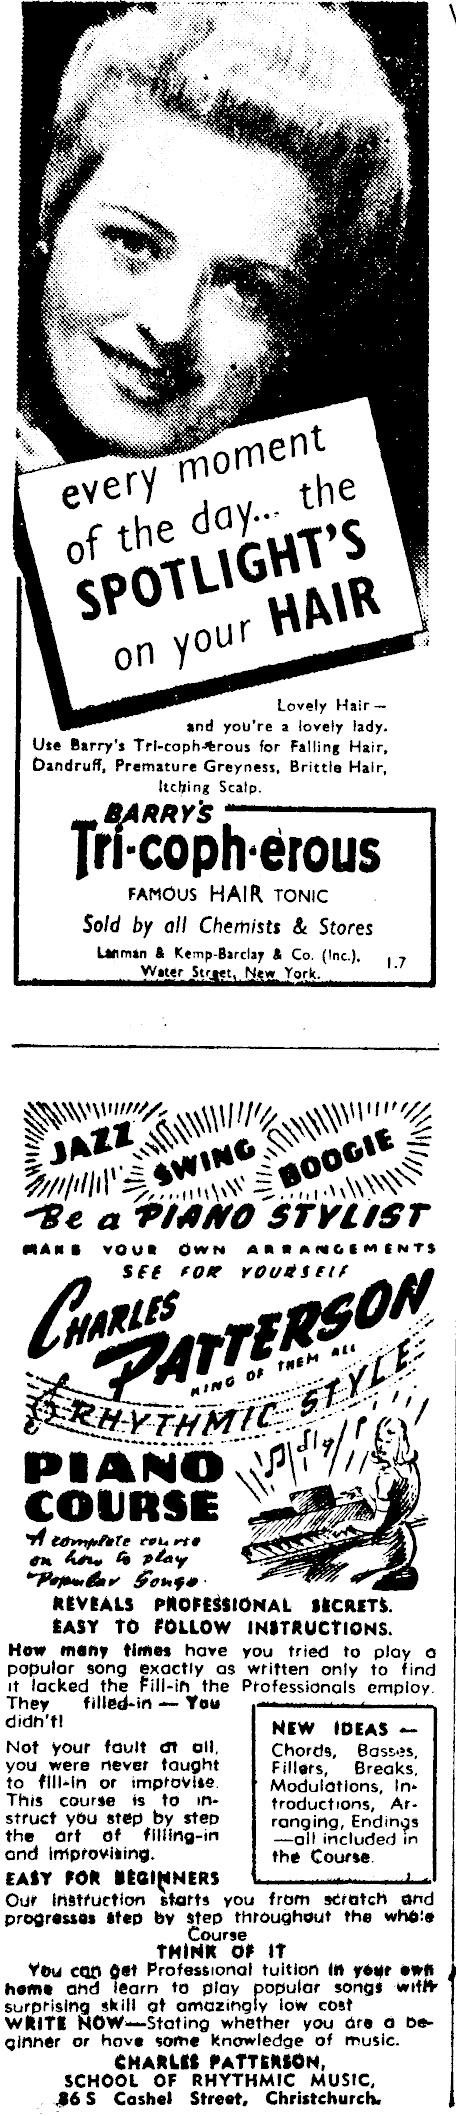 every moment
of the day... the
SPOTLIGHT'S
on your HAIR
Lovely Hair —
and you're a lovely lady.
Use Barry's Tri-coph-erous for Falling Hair,
Dandruff, Premature Greyness, Brittle Hair,
Itching Scalp.
BARRY'S
Tri-coph-erous
FAMOUS HAIR TONIC
Sold by all Chemists & Stores
Lanman & Kemp-Barclay & Co. (Inc.),
Water Street, New York.
1.7
JAZZ
SWING
BOOGIE
Be a PIANO STYLIST
MAKE YOUR OWN ARRANGEMENTS
SEE FOR YOURSELF
CHARLES
PATTERSON
KING OF THEM ALL
RHYTHMIC STYLE
PIANO
COURSE
A complete course
on how to play
Popular Songs.
REVEALS PROFESSIONAL SECRETS.
EASY TO FOLLOW INSTRUCTIONS.
How many times have you tried to play a
popular song exactly as written only to find
it lacked the Fill-in the Professionals employ.
They filled-in — You
didn't!
Not your fault at all,
you were never taught
to fill-in or improvise.
This course is to in-
struct you step by step
the art of filling-in
and improvising.
NEW IDEAS —
Chords, Basses,
Fillers, Breaks,
Modulations, In-
troductions, Ar-
ranging, Endings
—all included in
the Course.
EASY FOR BEGINNERS
Our instruction starts you from scratch and
progresses step by step throughout the whole
Course
THINK OF IT
You can get Professional tuition in your own
home and learn to play popular songs with
surprising skill at amazingly low cost
WRITE NOW—Stating whether you are a be-
ginner or have some knowledge of music.
CHARLES PATTERSON,
SCHOOL OF RHYTHMIC MUSIC,
86 S Cashel Street, Christchurch.